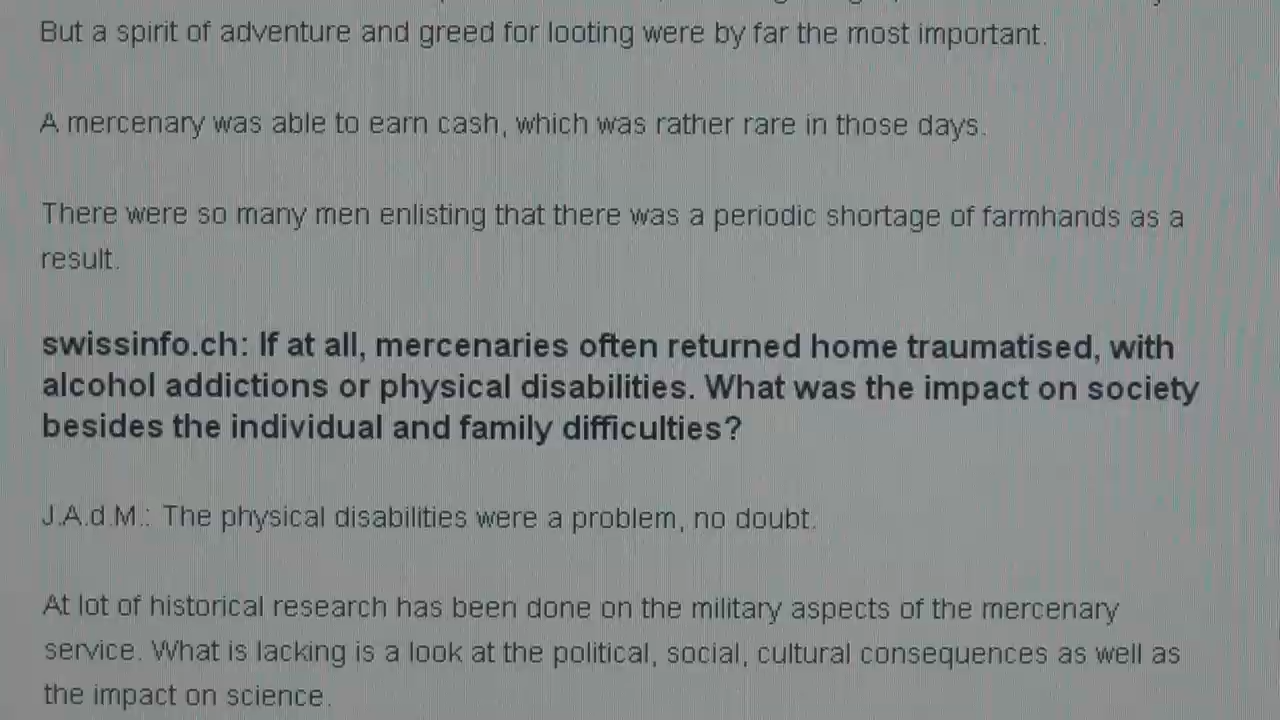 But a spirit of adventure and greed for looting were by far the most important.
A mercenary was able to earn cash, which was rather rare in those days.
There were so many men enlisting that there was a periodic shortage of farmhands as a
result.
swissinfo.ch: If at all, mercenaries often returned home traumatised, with
alcohol addictions or physical disabilities. What was the impact on society
besides the individual and family difficulties?
J.A.d.M.: The physical disabilities were a problem, no doubt.
At lot of historical research has been done on the military aspects of the mercenary
service. What is lacking is a look at the political, social, cultural consequences as well as
the impact on science.